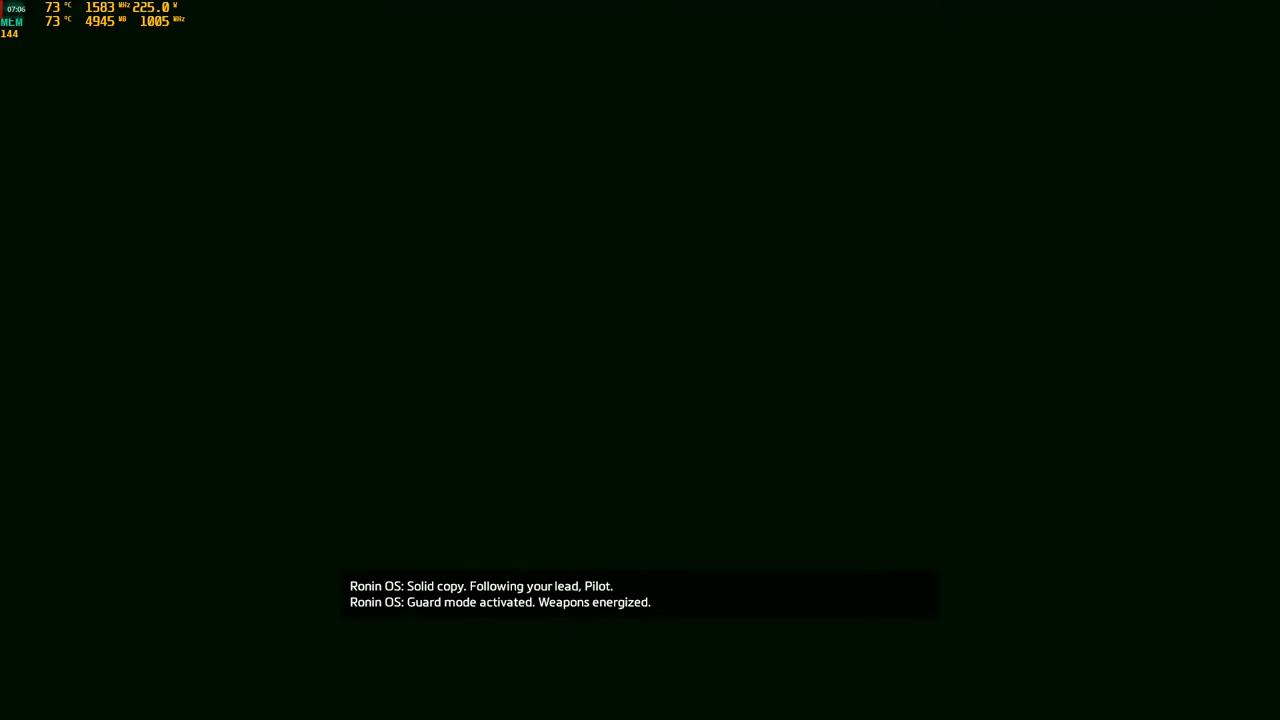 07:06 73 °C 1583 MHz 225.0 W
MEM 73 °C 4945 MB 1005 MHz
144
Ronin OS: Solid copy. Following your lead, Pilot.
Ronin OS: Guard mode activated. Weapons energized.